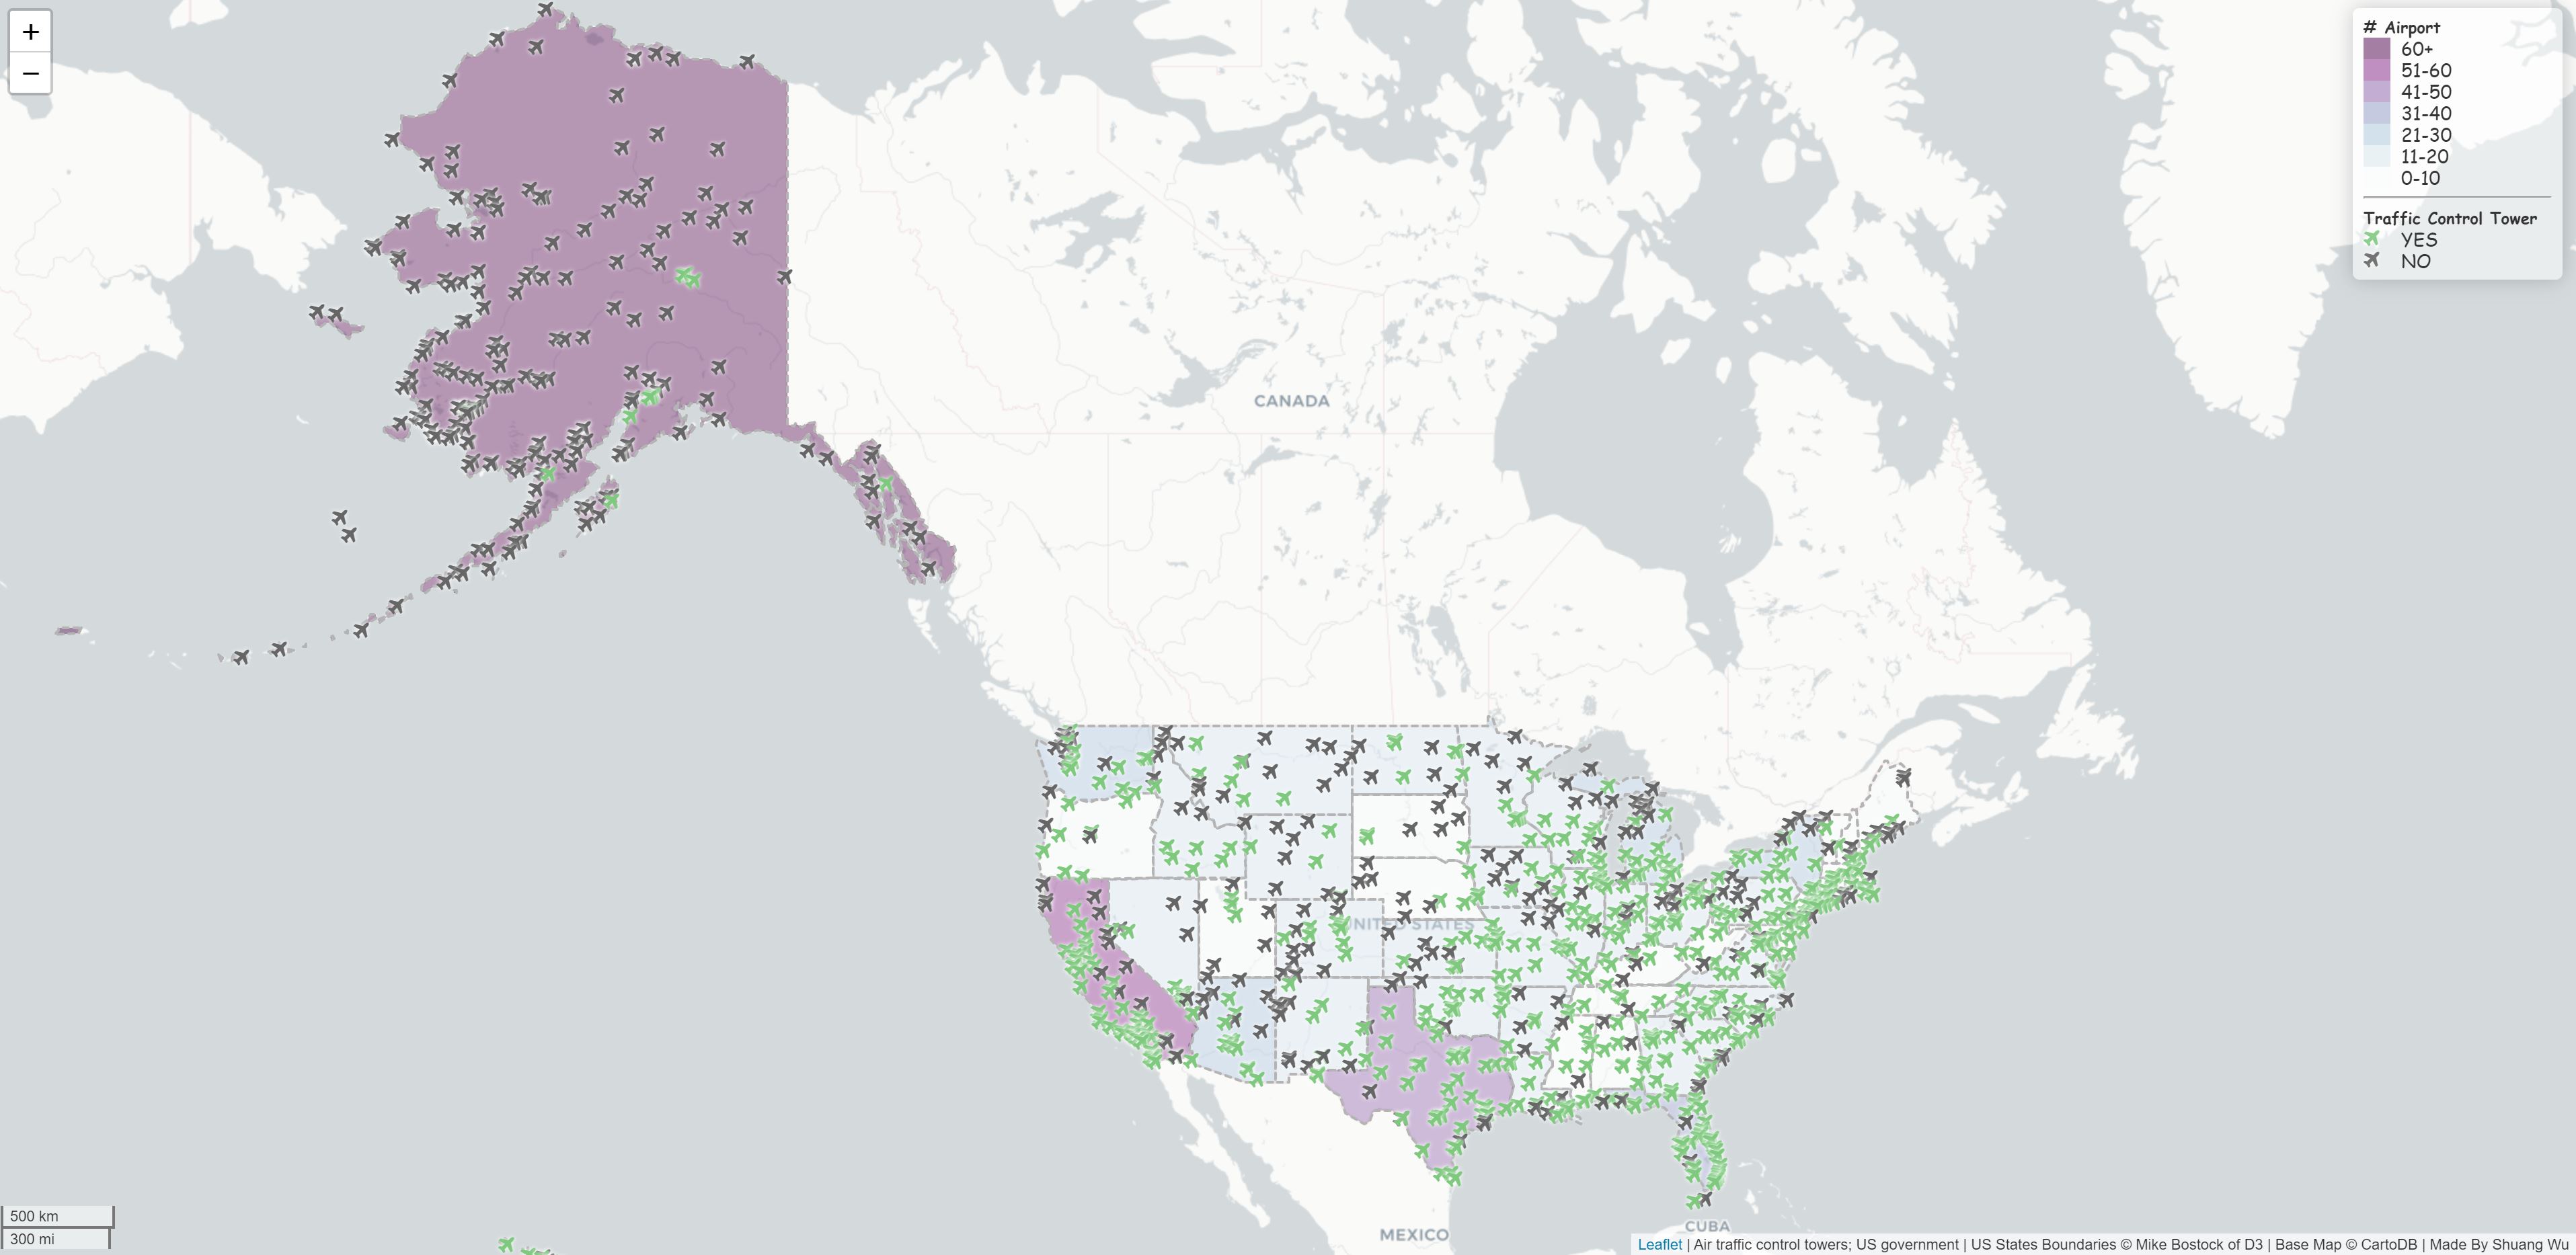 +
−
# Airport
60+
51-60
41-50
31-40
21-30
11-20
0-10
Traffic Control Tower
YES
NO
CANADA
UNITED STATES
MEXICO
CUBA
500 km
300 mi
Leaflet | Air traffic control towers; US government | US States Boundaries © Mike Bostock of D3 | Base Map © CartoDB | Made By Shuang Wu